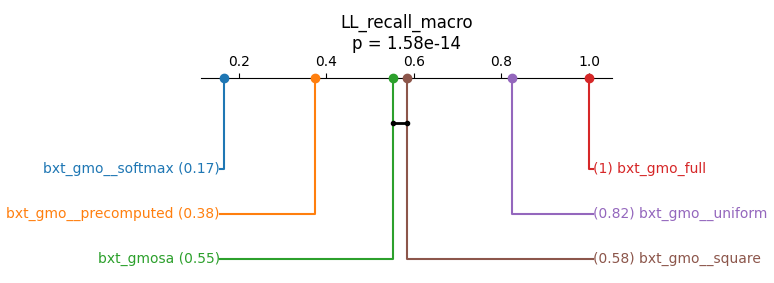 LL_recall_macro
p = 1.58e-14
0.2 0.4 0.6 0.8 1.0
bxt_gmo__softmax (0.17)
(1) bxt_gmo_full
bxt_gmo__precomputed (0.38)
(0.82) bxt_gmo__uniform
bxt_gmosa (0.55)
(0.58) bxt_gmo__square